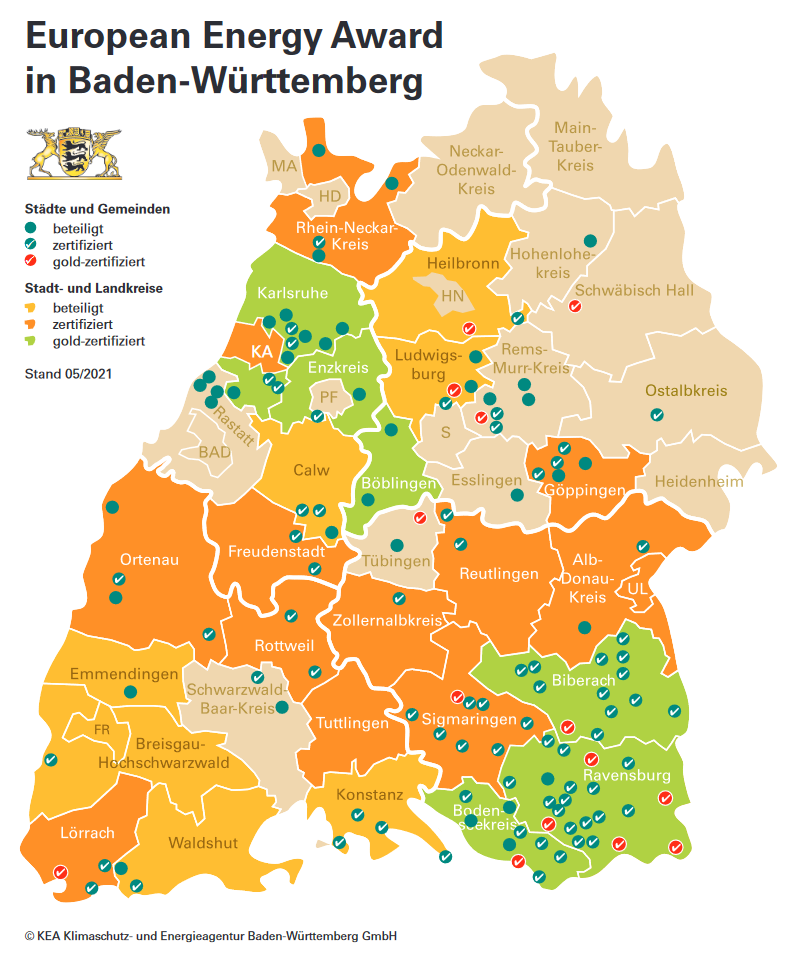 European Energy Award
in Baden-Württemberg
Städte und Gemeinden
beteiligt
zertifiziert
gold-zertifiziert
Stadt- und Landkreise
beteiligt
zertifiziert
gold-zertifiziert
Stand 05/2021
Main-
Tauber-
Kreis
Neckar-
Odenwald-
Kreis
MA
HD
Rhein-Neckar-
Kreis
Hohenlohe-
kreis
Heilbronn
HN
Schwäbisch Hall
Karlsruhe
KA
Enzkreis
PF
Ludwigs-
burg
Rems-
Murr-Kreis
Ostalbkreis
Rastatt
BAD
S
Calw
Böblingen
Esslingen
Göppingen
Heidenheim
Ortenau
Freudenstadt
Tübingen
Reutlingen
Alb-
Donau-
Kreis
UL
Zollernalbkreis
Rottweil
Emmendingen
Schwarzwald-
Baar-Kreis
Biberach
FR
Breisgau-
Hochschwarzwald
Tuttlingen
Sigmaringen
Ravensburg
Konstanz
Boden-
seekreis
Lörrach
Waldshut
© KEA Klimaschutz- und Energieagentur Baden-Württemberg GmbH